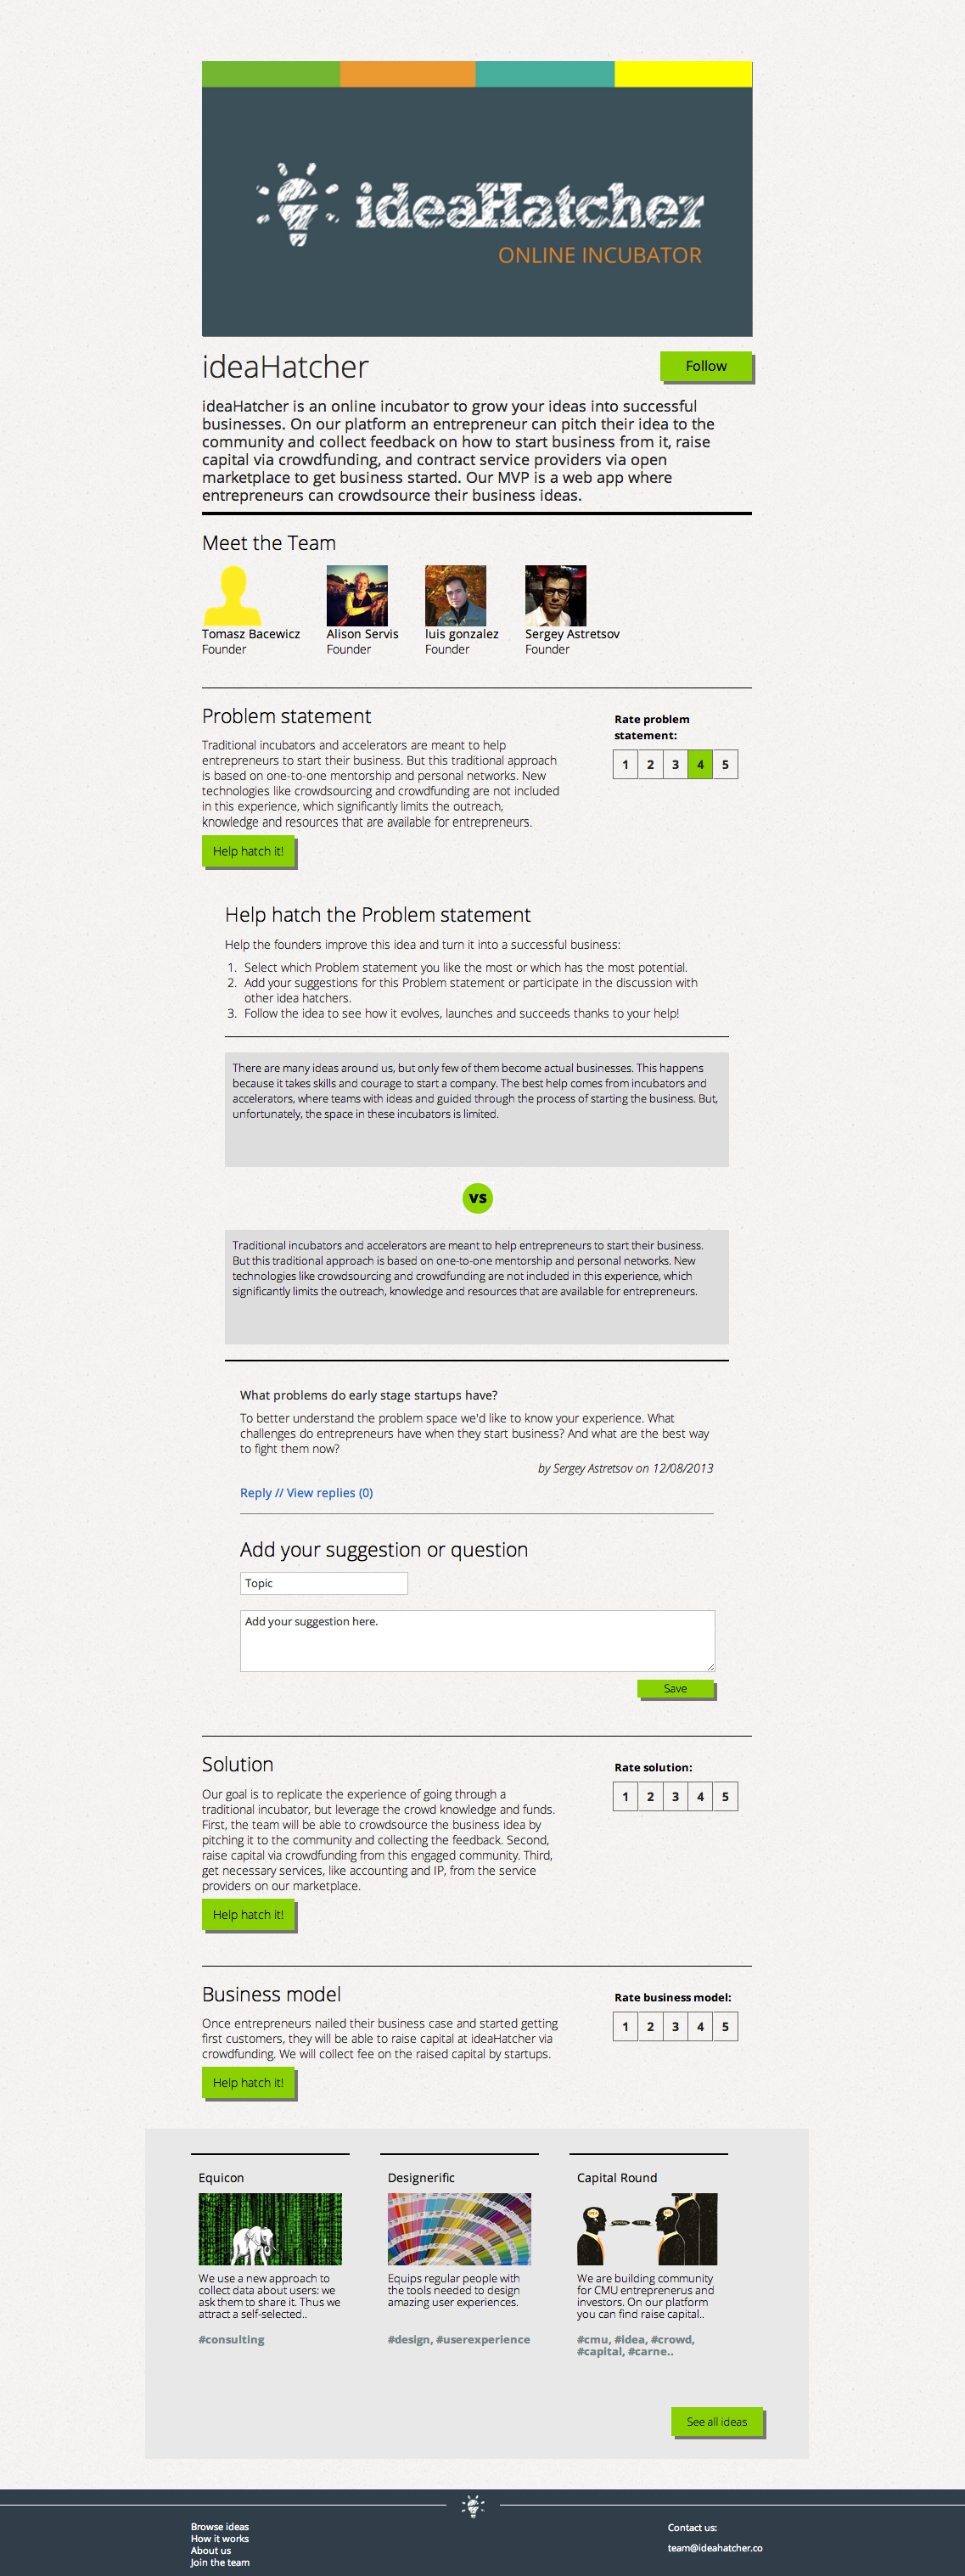 ideaHatcher
ONLINE INCUBATOR
ideaHatcher
Follow
ideaHatcher is an online incubator to grow your ideas into successful
businesses. On our platform an entrepreneur can pitch their idea to the
community and collect feedback on how to start business from it, raise
capital via crowdfunding, and contract service providers via open
marketplace to get business started. Our MVP is a web app where
entrepreneurs can crowdsource their business ideas.
Meet the Team
Tomasz Bacewicz
Founder
Alison Servis
Founder
luis gonzalez
Founder
Sergey Astretsov
Founder
Problem statement
Traditional incubators and accelerators are meant to help
entrepreneurs to start their business. But this traditional approach
is based on one-to-one mentorship and personal networks. New
technologies like crowdsourcing and crowdfunding are not included
in this experience, which significantly limits the outreach,
knowledge and resources that are available for entrepreneurs.
Help hatch it!
Rate problem
statement:
1 2 3 4 5
Help hatch the Problem statement
Help the founders improve this idea and turn it into a successful business:
1. Select which Problem statement you like the most or which has the most potential.
2. Add your suggestions for this Problem statement or participate in the discussion with
other idea hatchers.
3. Follow the idea to see how it evolves, launches and succeeds thanks to your help!
There are many ideas around us, but only few of them become actual businesses. This happens
because it takes skills and courage to start a company. The best help comes from incubators and
accelerators, where teams with ideas and guided through the process of starting the business. But,
unfortunately, the space in these incubators is limited.
VS
Traditional incubators and accelerators are meant to help entrepreneurs to start their business.
But this traditional approach is based on one-to-one mentorship and personal networks. New
technologies like crowdsourcing and crowdfunding are not included in this experience, which
significantly limits the outreach, knowledge and resources that are available for entrepreneurs.
What problems do early stage startups have?
To better understand the problem space we'd like to know your experience. What
challenges do entrepreneurs have when they start business? And what are the best way
to fight them now?
by Sergey Astretsov on 12/08/2013
Reply // View replies (0)
Add your suggestion or question
Topic
Add your suggestion here.
Save
Solution
Our goal is to replicate the experience of going through a
traditional incubator, but leverage the crowd knowledge and funds.
First, the team will be able to crowdsource the business idea by
pitching it to the community and collecting the feedback. Second,
raise capital via crowdfunding from this engaged community. Third,
get necessary services, like accounting and IP, from the service
providers on our marketplace.
Help hatch it!
Rate solution:
1 2 3 4 5
Business model
Once entrepreneurs nailed their business case and started getting
first customers, they will be able to raise capital at ideaHatcher via
crowdfunding. We will collect fee on the raised capital by startups.
Help hatch it!
Rate business model:
1 2 3 4 5
Equicon
We use a new approach to
collect data about users: we
ask them to share it. Thus we
attract a self-selected..
#consulting
Designerific
Equips regular people with
the tools needed to design
amazing user experiences.
#design, #userexperience
Capital Round
We are building community
for CMU entreprenerus and
investors. On our platform
you can find raise capital..
#cmu, #idea, #crowd,
#capital, #carne..
See all ideas
Browse ideas
How it works
About us
Join the team
Contact us:
team@ideahatcher.co